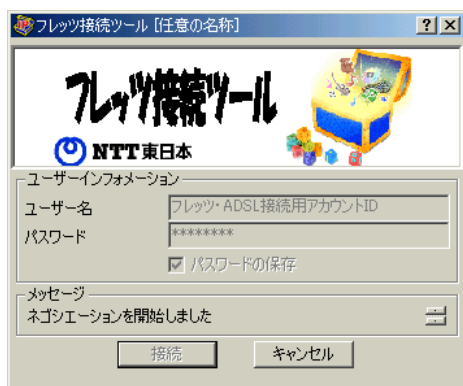 フレッツ接続ツール [任意の名称]
フレッツ接続ツール
NTT東日本
ユーザーインフォメーション
ユーザー名 フレッツ・ADSL接続用アカウントID
パスワード ********
パスワードの保存
メッセージ
ネゴシエーションを開始しました
接続 キャンセル